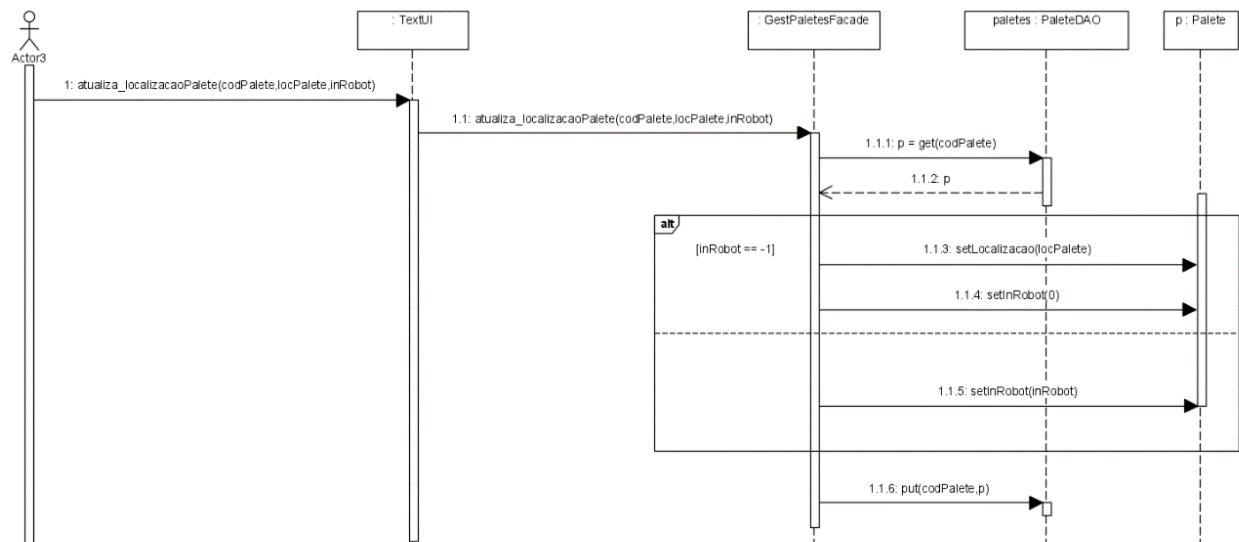 : TextUI
: GestPaletesFacade
paletes : PaleteDAO
p : Palete
Actor3
1: atualiza_localizacaoPalete(codPalete,locPalete,inRobot)
1.1: atualiza_localizacaoPalete(codPalete,locPalete,inRobot)
1.1.1: p = get(codPalete)
1.1.2: p
alt
[inRobot == -1]
1.1.3: setLocalizacao(locPalete)
1.1.4: setInRobot(0)
1.1.5: setInRobot(inRobot)
1.1.6: put(codPalete,p)